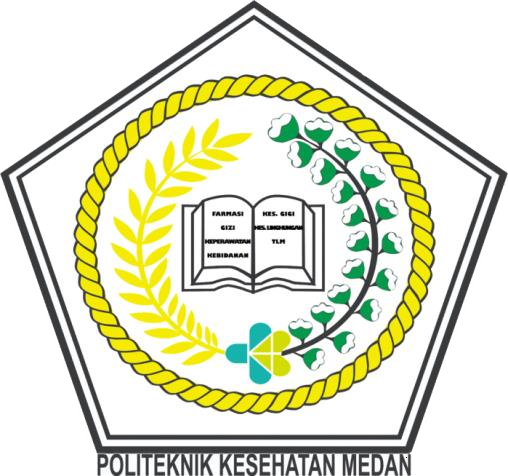 FARMASI
GIZI
KEPERAWATAN
KEBIDANAN
KES. GIGI
KES. LINGKUNGAN
TLM
POLITEKNIK KESEHATAN MEDAN